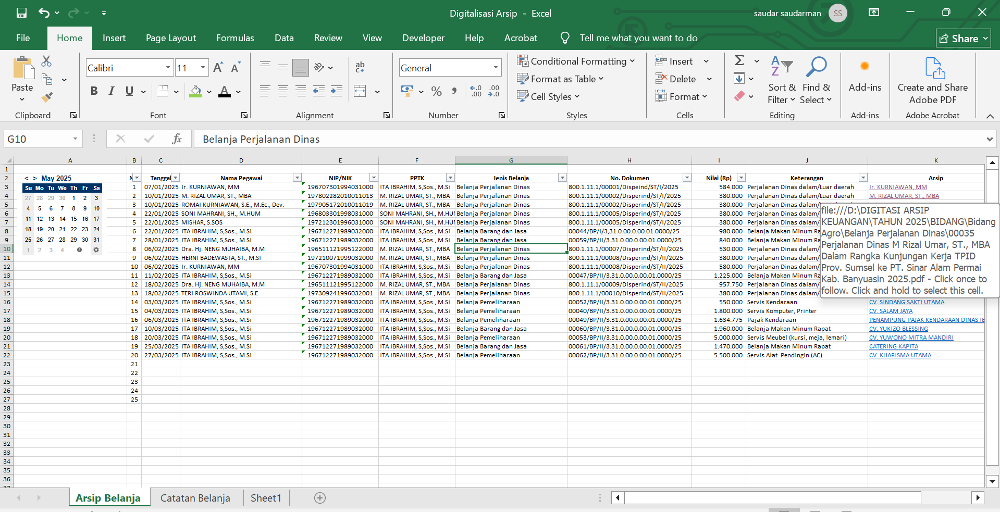 Digitalisasi Arsip - Excel
saudar saudarman SS
File Home Insert Page Layout Formulas Data Review View Developer Help Acrobat Tell me what you want to do Share
Calibri 11 General
Paste
B I U
ab
Conditional Formatting
Format as Table
Cell Styles
Insert
Delete
Format
Sort & Filter
Find & Select
Add-ins
Create and Share Adobe PDF
Clipboard Font Alignment Number Styles Cells Editing Add-ins Adobe Acrobat
G10 fx Belanja Perjalanan Dinas
A B C D E F G H I J K
1
2 N Tanggal Nama Pegawai NIP/NIK PPTK Jenis Belanja No. Dokumen Nilai (Rp) Keterangan Arsip
3 1 07/01/2025 Ir. KURNIAWAN, MM 196707301994031000 ITA IBRAHIM, S,Sos., M.Si Belanja Perjalanan Dinas 800.1.11.1/00001/Dispeind/ST/I/2025 584.000 Perjalanan Dinas dalam/Luar daerah Ir. KURNIAWAN, MM
4 2 10/01/2025 M. RIZAL UMAR, ST., MBA 197802282010011013 M. RIZAL UMAR, ST., MBA Belanja Perjalanan Dinas 800.1.11.1/00002/Disperind/ST/I/2025 380.000 Perjalanan Dinas dalam/Luar daerah M. RIZAL UMAR, ST., MBA
5 3 10/01/2025 ROMAI KURNIAWAN, S.E., M.Ec., Dev. 197905172010011019 M. RIZAL UMAR, ST., MBA Belanja Perjalanan Dinas 800.1.11.1/00002/Disperind/ST/I/2025 380.000 Perjalanan Dinas dalam/
6 4 22/01/2025 SONI MAHRANI, SH., M.HUM 196803301998031000 SONI MAHRANI, SH., M.HUM Belanja Perjalanan Dinas 800.1.11.1/00005/Disperind/ST/I/2025 380.000 Perjalanan Dinas dalam/
7 5 22/01/2025 MISHAR, S.SOS 197212301996031000 SONI MAHRANI, SH., M.HUM Belanja Perjalanan Dinas 800.1.11.1/00005/Disperind/ST/I/2025 380.000 Perjalanan Dinas dalam/
8 6 22/01/2025 ITA IBRAHIM, S,Sos., M.Si 196712271989032000 ITA IBRAHIM, S,Sos., M.Si Belanja Barang dan Jasa 00044/BP/I/3,31.0.00.0.00.01.0000/25 980.000 Belanja Makan Minum Ra
9 7 28/01/2025 ITA IBRAHIM, S,Sos., M.Si 196712271989032000 ITA IBRAHIM, S,Sos., M.Si Belanja Barang dan Jasa 00059/BP/II/3.31.0.00.0.00.01.0000/25 840.000 Belanja Makan Minum Ra
10 8 06/02/2025 Dra. Hj. NENG MUHAIBA, M.M 196511121995122000 M. RIZAL UMAR, ST., MBA Belanja Perjalanan Dinas 800.1.11.1/00007/Disperind/ST/II/2025 530.000 Perjalanan Dinas dalam/
11 9 06/02/2025 HERNI BADEWASTA, ST., M.SI 197210071999032000 M. RIZAL UMAR, ST., MBA Belanja Perjalanan Dinas 800.1.11.1/00008/Disperind/ST/II/2025 380.000 Perjalanan Dinas dalam/
12 10 06/02/2025 Ir. KURNIAWAN, MM 196707301994031000 M. RIZAL UMAR, ST., MBA Belanja Perjalanan Dinas 800.1.11.1/00008/Disperind/ST/II/2025 580.000 Perjalanan Dinas dalam/
13 11 11/02/2025 ITA IBRAHIM, S,Sos., M.Si 196712271989032000 ITA IBRAHIM, S,Sos., M.Si Belanja Barang dan Jasa 00047/BP/II/3.31.0.00.0.00.01.0000/25 1.225.000 Belanja Makan Minum Ra
14 12 18/02/2025 Dra. Hj. NENG MUHAIBA, M.M 196511121995122000 M. RIZAL UMAR, ST., MBA Belanja Perjalanan Dinas 800.1.11.1/00009/Disperind/ST/II/2025 957.750 Perjalanan Dinas dalam/
15 13 18/02/2025 TERI ROSWINDA UTAMI, S.E 197309241996032001 M. RIZAL UMAR, ST., MBA Belanja Perjalanan Dinas 800.1.11.1/00010/Disperind/ST/II/2025 380.000 Perjalanan Dinas dalam/
16 14 03/03/2025 ITA IBRAHIM, S,Sos., M.Si 196712271989032000 ITA IBRAHIM, S,Sos., M.Si Belanja Pemeliharaan 00052/BP/II/3.31.0.00.0.00.01.0000/25 550.000 Servis Kendaraan CV. SINDANG SAKTI UTAMA
17 15 04/03/2025 ITA IBRAHIM, S,Sos., M.Si 196712271989032000 ITA IBRAHIM, S,Sos., M.Si Belanja Pemeliharaan 00040/BP/II/3.31.0.00.0.00.01.0000/25 1.800.000 Servis Komputer, Printer CV. SALAM JAYA
18 16 06/03/2025 ITA IBRAHIM, S,Sos., M.Si 196712271989032000 ITA IBRAHIM, S,Sos., M.Si Belanja Pemeliharaan 00049/BP/II/3.31.0.00.0.00.01.0000/25 1.634.775 Pajak Kendaraan PENAMPUNG PAJAK KENDARAAN DINAS IE
19 17 10/03/2025 ITA IBRAHIM, S,Sos., M.Si 196712271989032000 ITA IBRAHIM, S,Sos., M.Si Belanja Barang dan Jasa 00060/BP/II/3.31.0.00.0.00.01.0000/25 1.960.000 Belanja Makan Minum Rapat CV. YUKIZO BLESSING
20 18 20/03/2025 ITA IBRAHIM, S,Sos., M.Si 196712271989032000 ITA IBRAHIM, S,Sos., M.Si Belanja Pemeliharaan 00053/BP/II/3.31.0.00.0.00.01.0000/25 5.000.000 Servis Meubel (kursi, meja, lemari) CV. YUWONO MITRA MANDIRI
21 19 25/03/2025 ITA IBRAHIM, S,Sos., M.Si 196712271989032000 ITA IBRAHIM, S,Sos., M.Si Belanja Barang dan Jasa 00061/BP/II/3.31.0.00.0.00.01.0000/25 1.470.000 Belanja Makan Minum Rapat CATERING KAPITA
22 20 27/03/2025 ITA IBRAHIM, S,Sos., M.Si 196712271989032000 ITA IBRAHIM, S,Sos., M.Si Belanja Pemeliharaan 00062/BP/II/3.31.0.00.0.00.01.0000/25 5.500.000 Servis Alat Pendingin (AC) CV. KHARISMA UTAMA
23 21
24 22
25 23
26 24
27 25
28
29
30
31
32
33
34
35
36
< > May 2025
Su Mo Tu We Th Fr Sa
27 28 29 30 1 2 3
4 5 6 7 8 9 10
11 12 13 14 15 16 17
18 19 20 21 22 23 24
25 26 27 28 29 30 31
1 2 3 4
file:///D:\DIGITASI ARSIP
KEUANGAN\TAHUN 2025\BIDANG\Bidang
Agro\Belanja Perjalanan Dinas\00035
Perjalanan Dinas M Rizal Umar, ST., MBA
Dalam Rangka Kunjungan Kerja TPID
Prov. Sumsel ke PT. Sinar Alam Permai
Kab. Banyuasin 2025.pdf - Click once to
follow. Click and hold to select this cell.
Arsip Belanja Catatan Belanja Sheet1